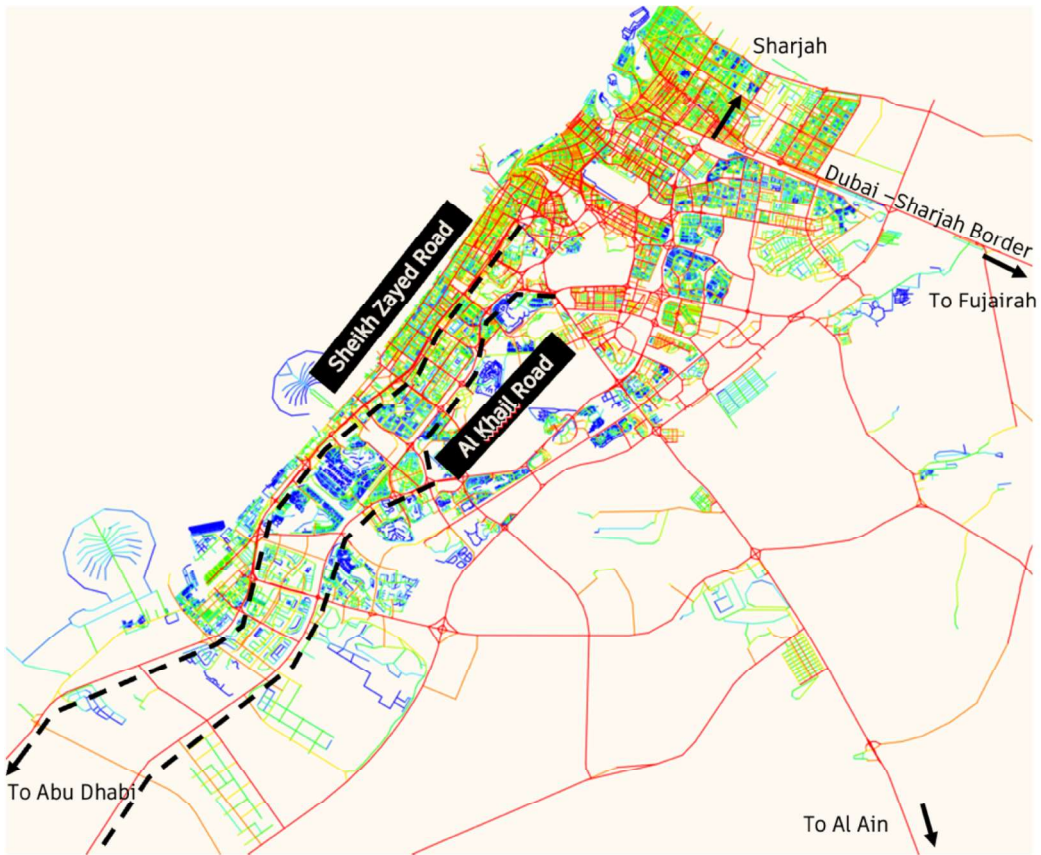 Sharjah
Dubai –Sharjah Border
To Fujairah
Sheikh Zayed Road
Al Khail Road
To Abu Dhabi
To Al Ain